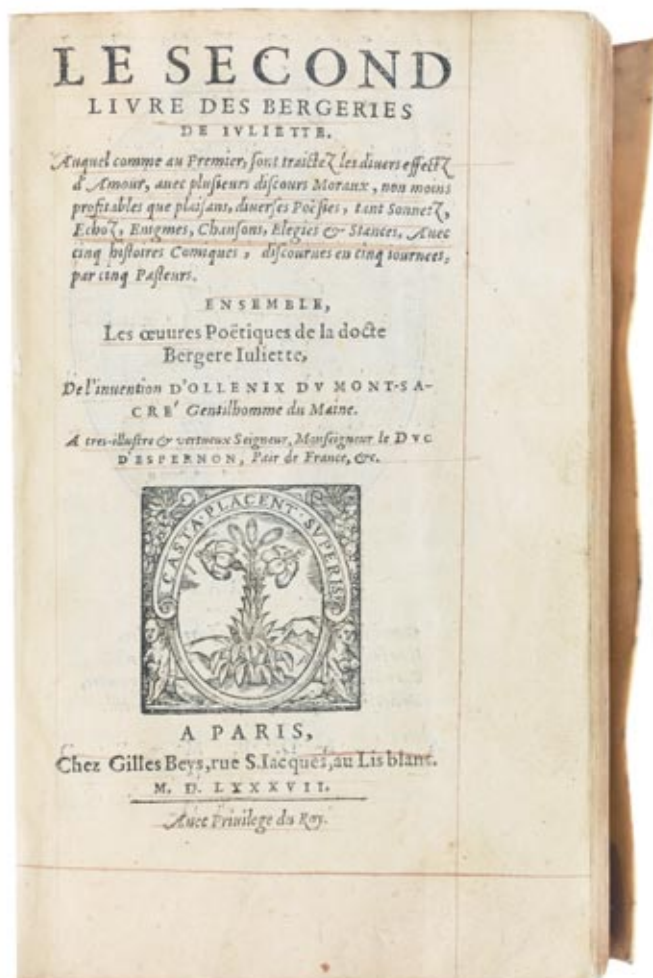 LE SECOND
LIVRE DES BERGERIES
DE IVLIETTE.
Auquel comme au Premier, sont traictez les diuers effectz
d'Amour, auec plusieurs discours Moraux, non moins
profitables que plaisans, diuerses Poësies, tant Sonnetz,
Echoz, Enigmes, Chansons, Elegies & Stances. Auec
cinq histoires Comiques, discourues en cinq iournees,
par cinq Pasteurs.
ENSEMBLE,
Les œuures Poëtiques de la docte
Bergere Iuliette,
De l'inuention D'OLLENIX DV MONT-SA-
CRE' Gentilhomme du Maine.
A tres-illustre & vertueux Seigneur, Monseigneur le DVC
D'ESPERNON, Pair de France, &c.
CASTA·PLACENT·SVPERIS
A PARIS,
Chez Gilles Beys, rue S. Iacques, au Lis blanc.
M. D. LXXXVII.
Auec Priuilege du Roy.